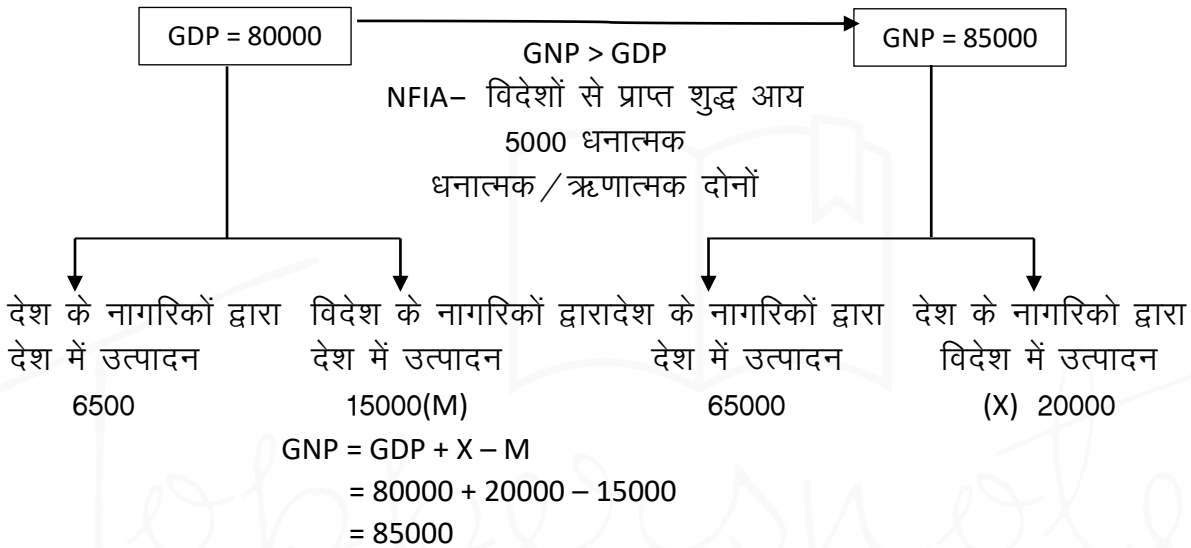 GDP = 80000
GNP = 85000
GNP > GDP
NFIA– विदेशों से प्राप्त शुद्ध आय
5000 धनात्मक
धनात्मक / ऋणात्मक दोनों
देश के नागरिकों द्वारा
देश में उत्पादन
6500
विदेश के नागरिकों द्वारा
देश में उत्पादन
15000(M)
देश के नागरिकों द्वारा
देश में उत्पादन
65000
देश के नागरिको द्वारा
विदेश में उत्पादन
(X) 20000
GNP = GDP + X – M
= 80000 + 20000 – 15000
= 85000
Toppersnotes